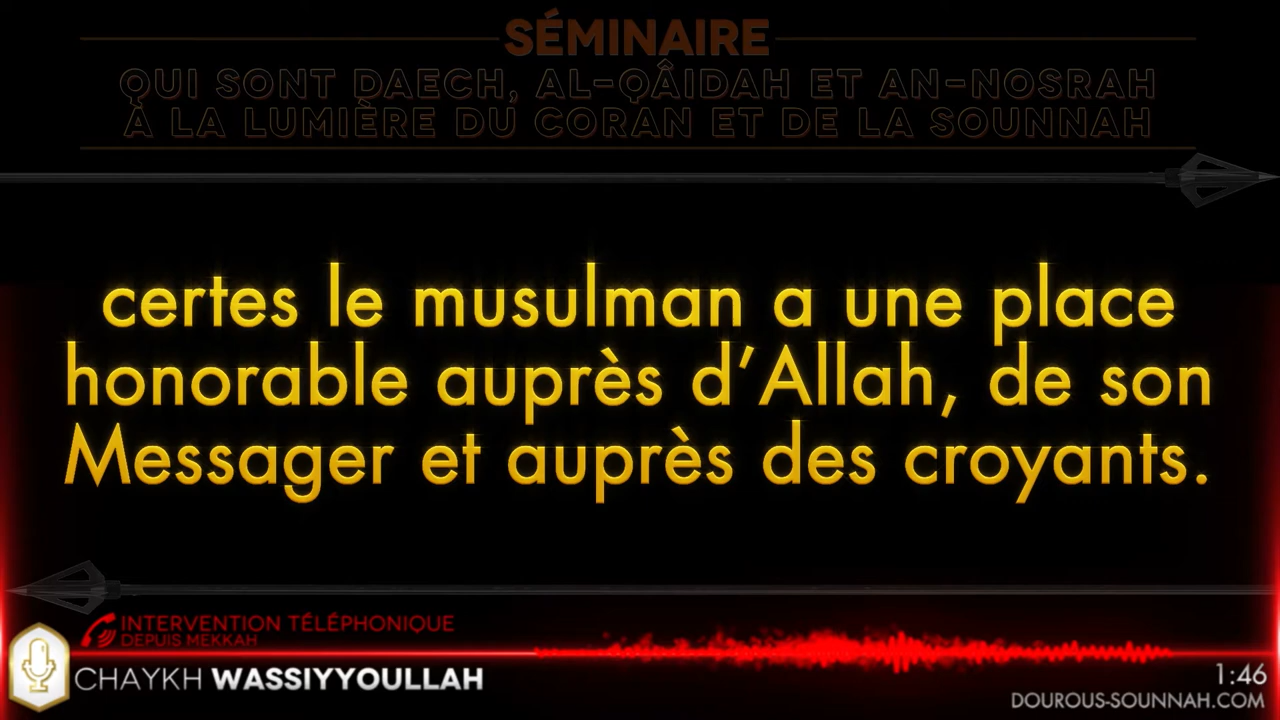 SÉMINAIRE
QUI SONT DAECH, AL-QÂIDAH ET AN-NOSRAH
À LA LUMIÈRE DU CORAN ET DE LA SOUNNAH
certes le musulman a une place
honorable auprès d’Allah, de son
Messager et auprès des croyants.
INTERVENTION TÉLÉPHONIQUE
DEPUIS MEKKAH
CHAYKH WASSIYYOULLAH
1:46
DOUROUS-SOUNNAH.COM